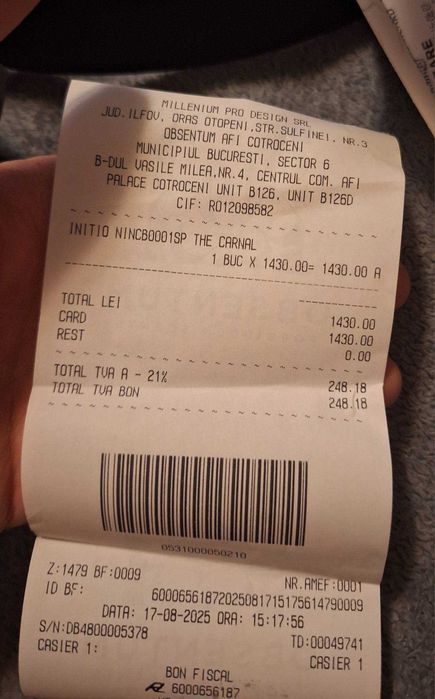 MILLENIUM PRO DESIGN SRL
JUD.ILFOV, ORAS OTOPENI,STR.SULFINEI, NR.3
OBSENTUM AFI COTROCENI
MUNICIPIUL BUCURESTI, SECTOR 6
B-DUL VASILE MILEA,NR.4, CENTRUL COM. AFI
PALACE COTROCENI UNIT B126, UNIT B126D
CIF: RO12098582
INITIO NINCB0001SP THE CARNAL
1 BUC X 1430.00= 1430.00 A
TOTAL LEI 1430.00
CARD 1430.00
REST 0.00
TOTAL TVA A - 21% 248.18
TOTAL TVA BON 248.18
0531000050210
Z:1479 BF:0009 NR.AMEF:0001
ID BF: 60006561872025081715175614790009
DATA: 17-08-2025 ORA: 15:17:56
S/N:DB4800005378 TD:00049741
CASIER 1: CASIER 1
BON FISCAL
6000656187